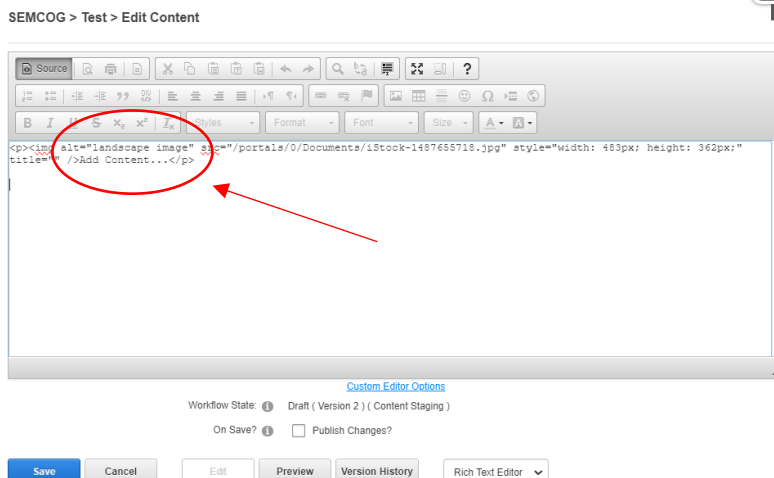 SEMCOG > Test > Edit Content
Source
?
B I U S x₂ x² Tx Styles Format Font Size A A
<p><img alt="landscape image" src="/portals/0/Documents/iStock-1487655718.jpg" style="width: 483px; height: 362px;"
title="" />Add Content...</p>
Custom Editor Options
Workflow State: Draft ( Version 2 ) ( Content Staging )
On Save? Publish Changes?
Save Cancel Edit Preview Version History Rich Text Editor